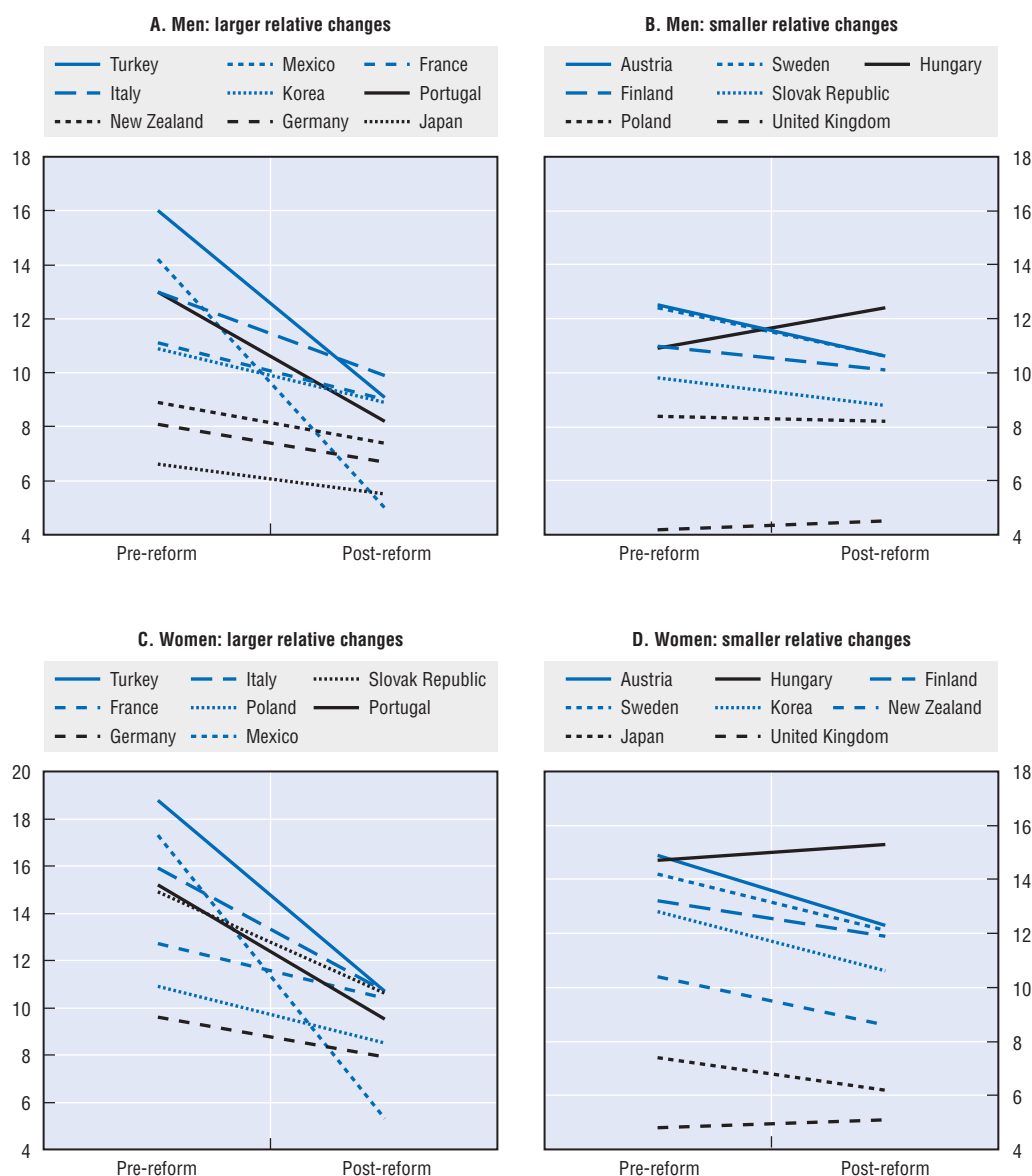 A. Men: larger relative changes
Turkey Mexico France
Italy Korea Portugal
New Zealand Germany Japan
18
16
14
12
10
8
6
4
Pre-reform Post-reform
B. Men: smaller relative changes
Austria Sweden Hungary
Finland Slovak Republic
Poland United Kingdom
18
16
14
12
10
8
6
4
Pre-reform Post-reform
C. Women: larger relative changes
Turkey Italy Slovak Republic
France Poland Portugal
Germany Mexico
20
18
16
14
12
10
8
6
4
Pre-reform Post-reform
D. Women: smaller relative changes
Austria Hungary Finland
Sweden Korea New Zealand
Japan United Kingdom
18
16
14
12
10
8
6
4
Pre-reform Post-reform